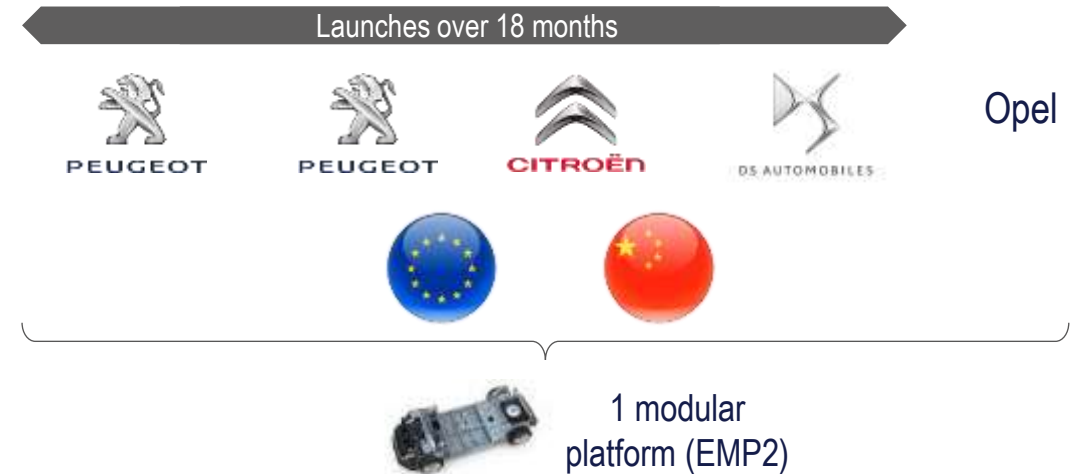 Launches over 18 months
PEUGEOT
PEUGEOT
CITROËN
DS AUTOMOBILES
Opel
1 modular
platform (EMP2)